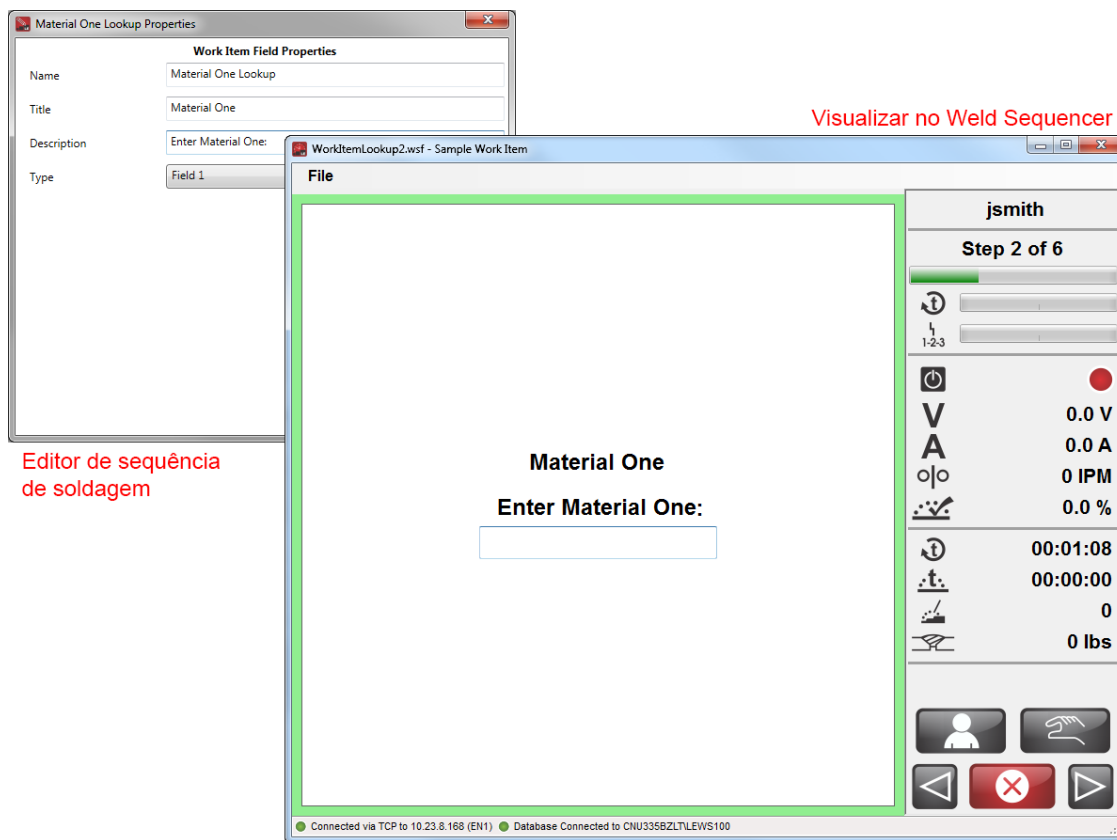 Material One Lookup Properties
Work Item Field Properties
Name
Material One Lookup
Title
Material One
Description
Enter Material One:
Type
Field 1
Editor de sequência
de soldagem
Visualizar no Weld Sequencer
WorkItemLookup2.wsf - Sample Work Item
File
Material One
Enter Material One:
jsmith
Step 2 of 6
t
1-2-3
V
0.0 V
A
0.0 A
0 IPM
0.0 %
t
00:01:08
.t.
00:00:00
0
0 lbs
Connected via TCP to 10.23.8.168 (EN1)
Database Connected to CNU335BZLT\LEWS100